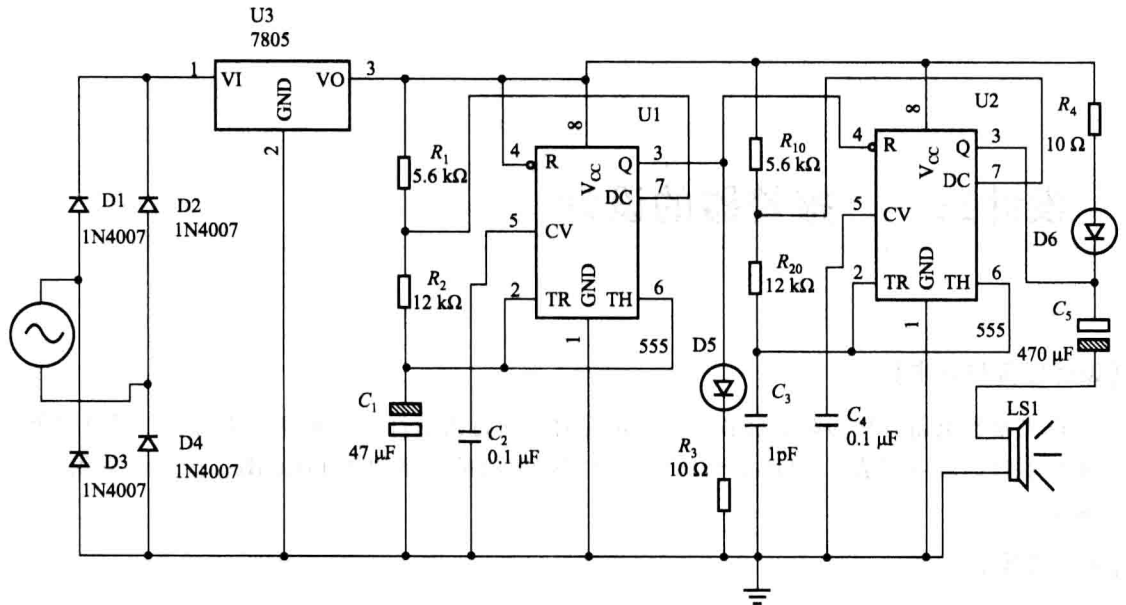 U3
7805
1
VI
VO
3
GND
2
D1
1N4007
D2
1N4007
D3
1N4007
D4
1N4007
R1
5.6 kΩ
R2
12 kΩ
C1
47 μF
C2
0.1 μF
U1
8
4
R
VCC
Q
3
DC
7
5
CV
2
TR
GND
TH
6
1
555
D5
R3
10 Ω
R10
5.6 kΩ
R20
12 kΩ
C3
1pF
C4
0.1 μF
U2
8
4
R
VCC
Q
3
DC
7
5
CV
2
TR
GND
TH
6
1
555
R4
10 Ω
D6
C5
470 μF
LS1